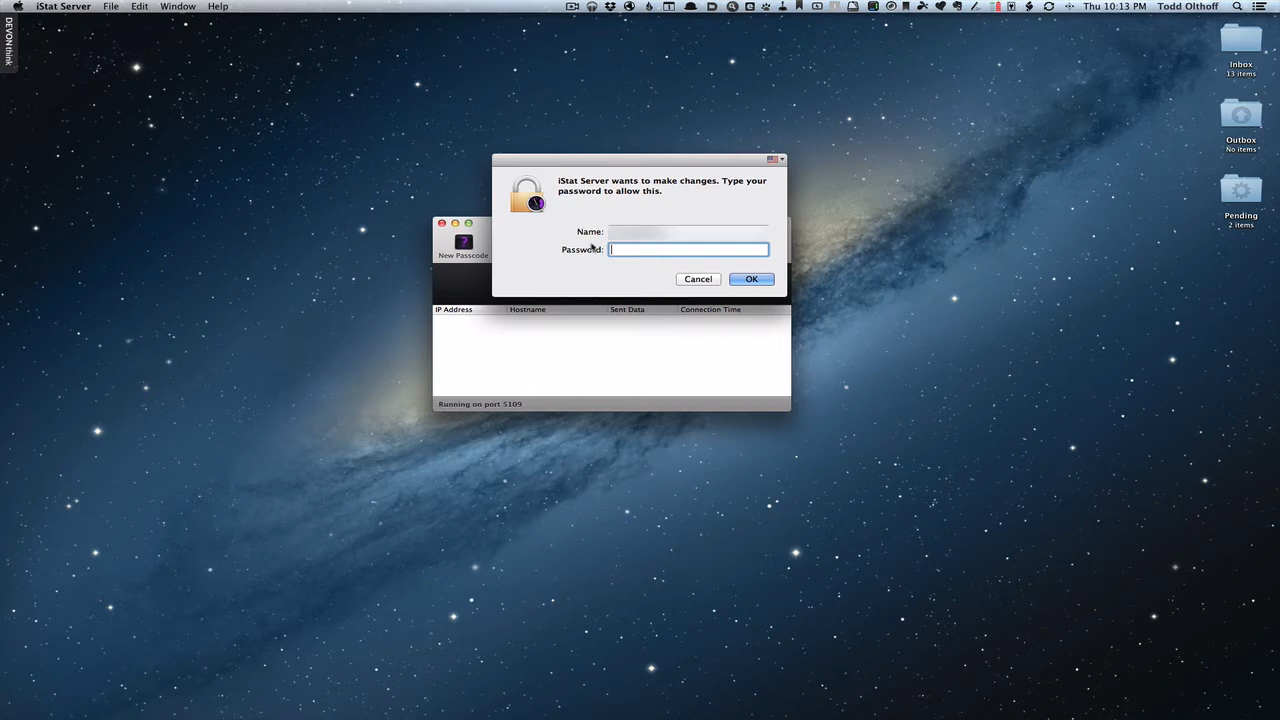 iStat Server File Edit Window Help
Thu 10:13 PM Todd Olthoff
DEVONthink
Inbox
13 items
Outbox
No items
Pending
2 items
iStat Server wants to make changes. Type your
password to allow this.
Name:
Password:
Cancel OK
New Passcode
IP Address Hostname Sent Data Connection Time
Running on port 5109